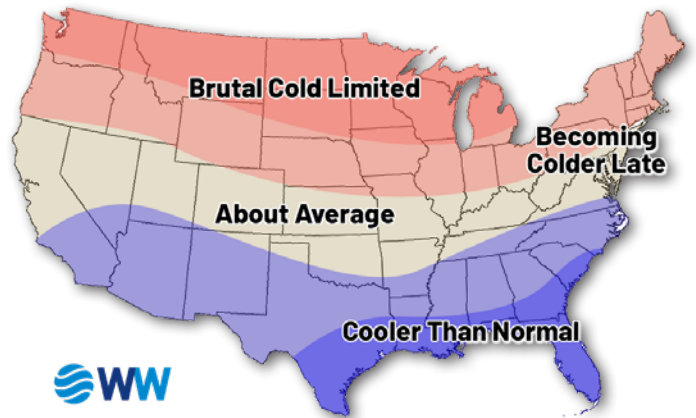 Brutal Cold Limited
Becoming
Colder Late
About Average
Cooler Than Normal
WW